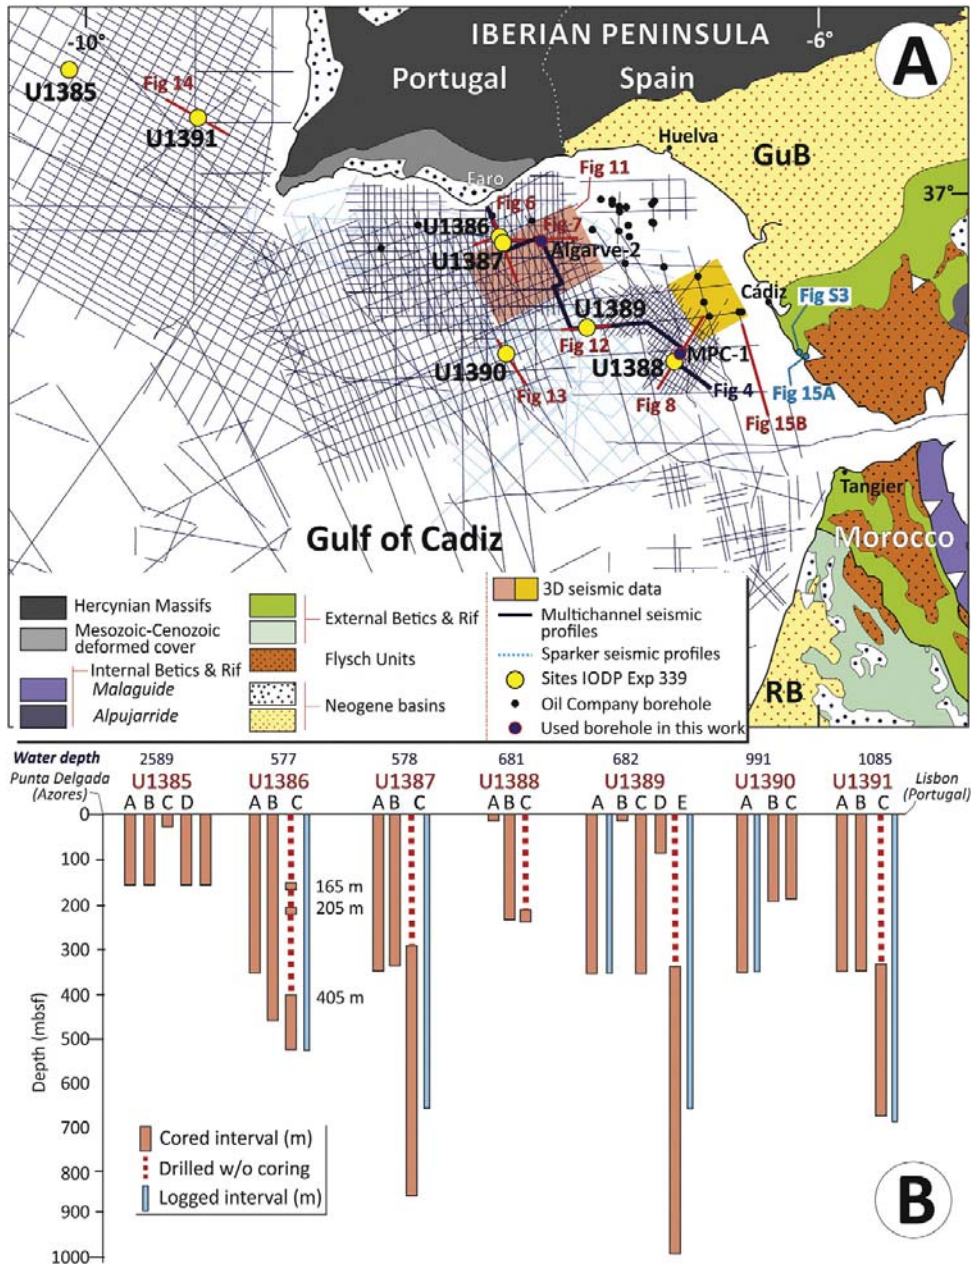 -10°
-6°
IBERIAN PENINSULA
A
Portugal
Spain
U1385
Fig 14
U1391
Huelva
GuB
Faro
Fig 11
37°
Fig 6
U1386
Fig 7
U1387
Algarve-2
Cádiz
U1389
Fig S3
Fig 12
MPC-1
U1390
U1388
Fig 13
Fig 4
Fig 15A
Fig 8
Fig 15B
Tangier
Gulf of Cadiz
Morocco
RB
Hercynian Massifs
Mesozoic-Cenozoic
deformed cover
Internal Betics & Rif
Malaguide
Alpujarride
External Betics & Rif
Flysch Units
Neogene basins
3D seismic data
Multichannel seismic
profiles
Sparker seismic profiles
Sites IODP Exp 339
Oil Company borehole
Used borehole in this work
Water depth 2589 577 578 681 682 991 1085
Punta Delgada
(Azores)
U1385 U1386 U1387 U1388 U1389 U1390 U1391
Lisbon
(Portugal)
A B C D A B C A B C A B C A B C D E A B C A B C
0
100
200
300
400
500
600
700
800
900
1000
Depth (mbsf)
165 m
205 m
405 m
Cored interval (m)
Drilled w/o coring
Logged interval (m)
B